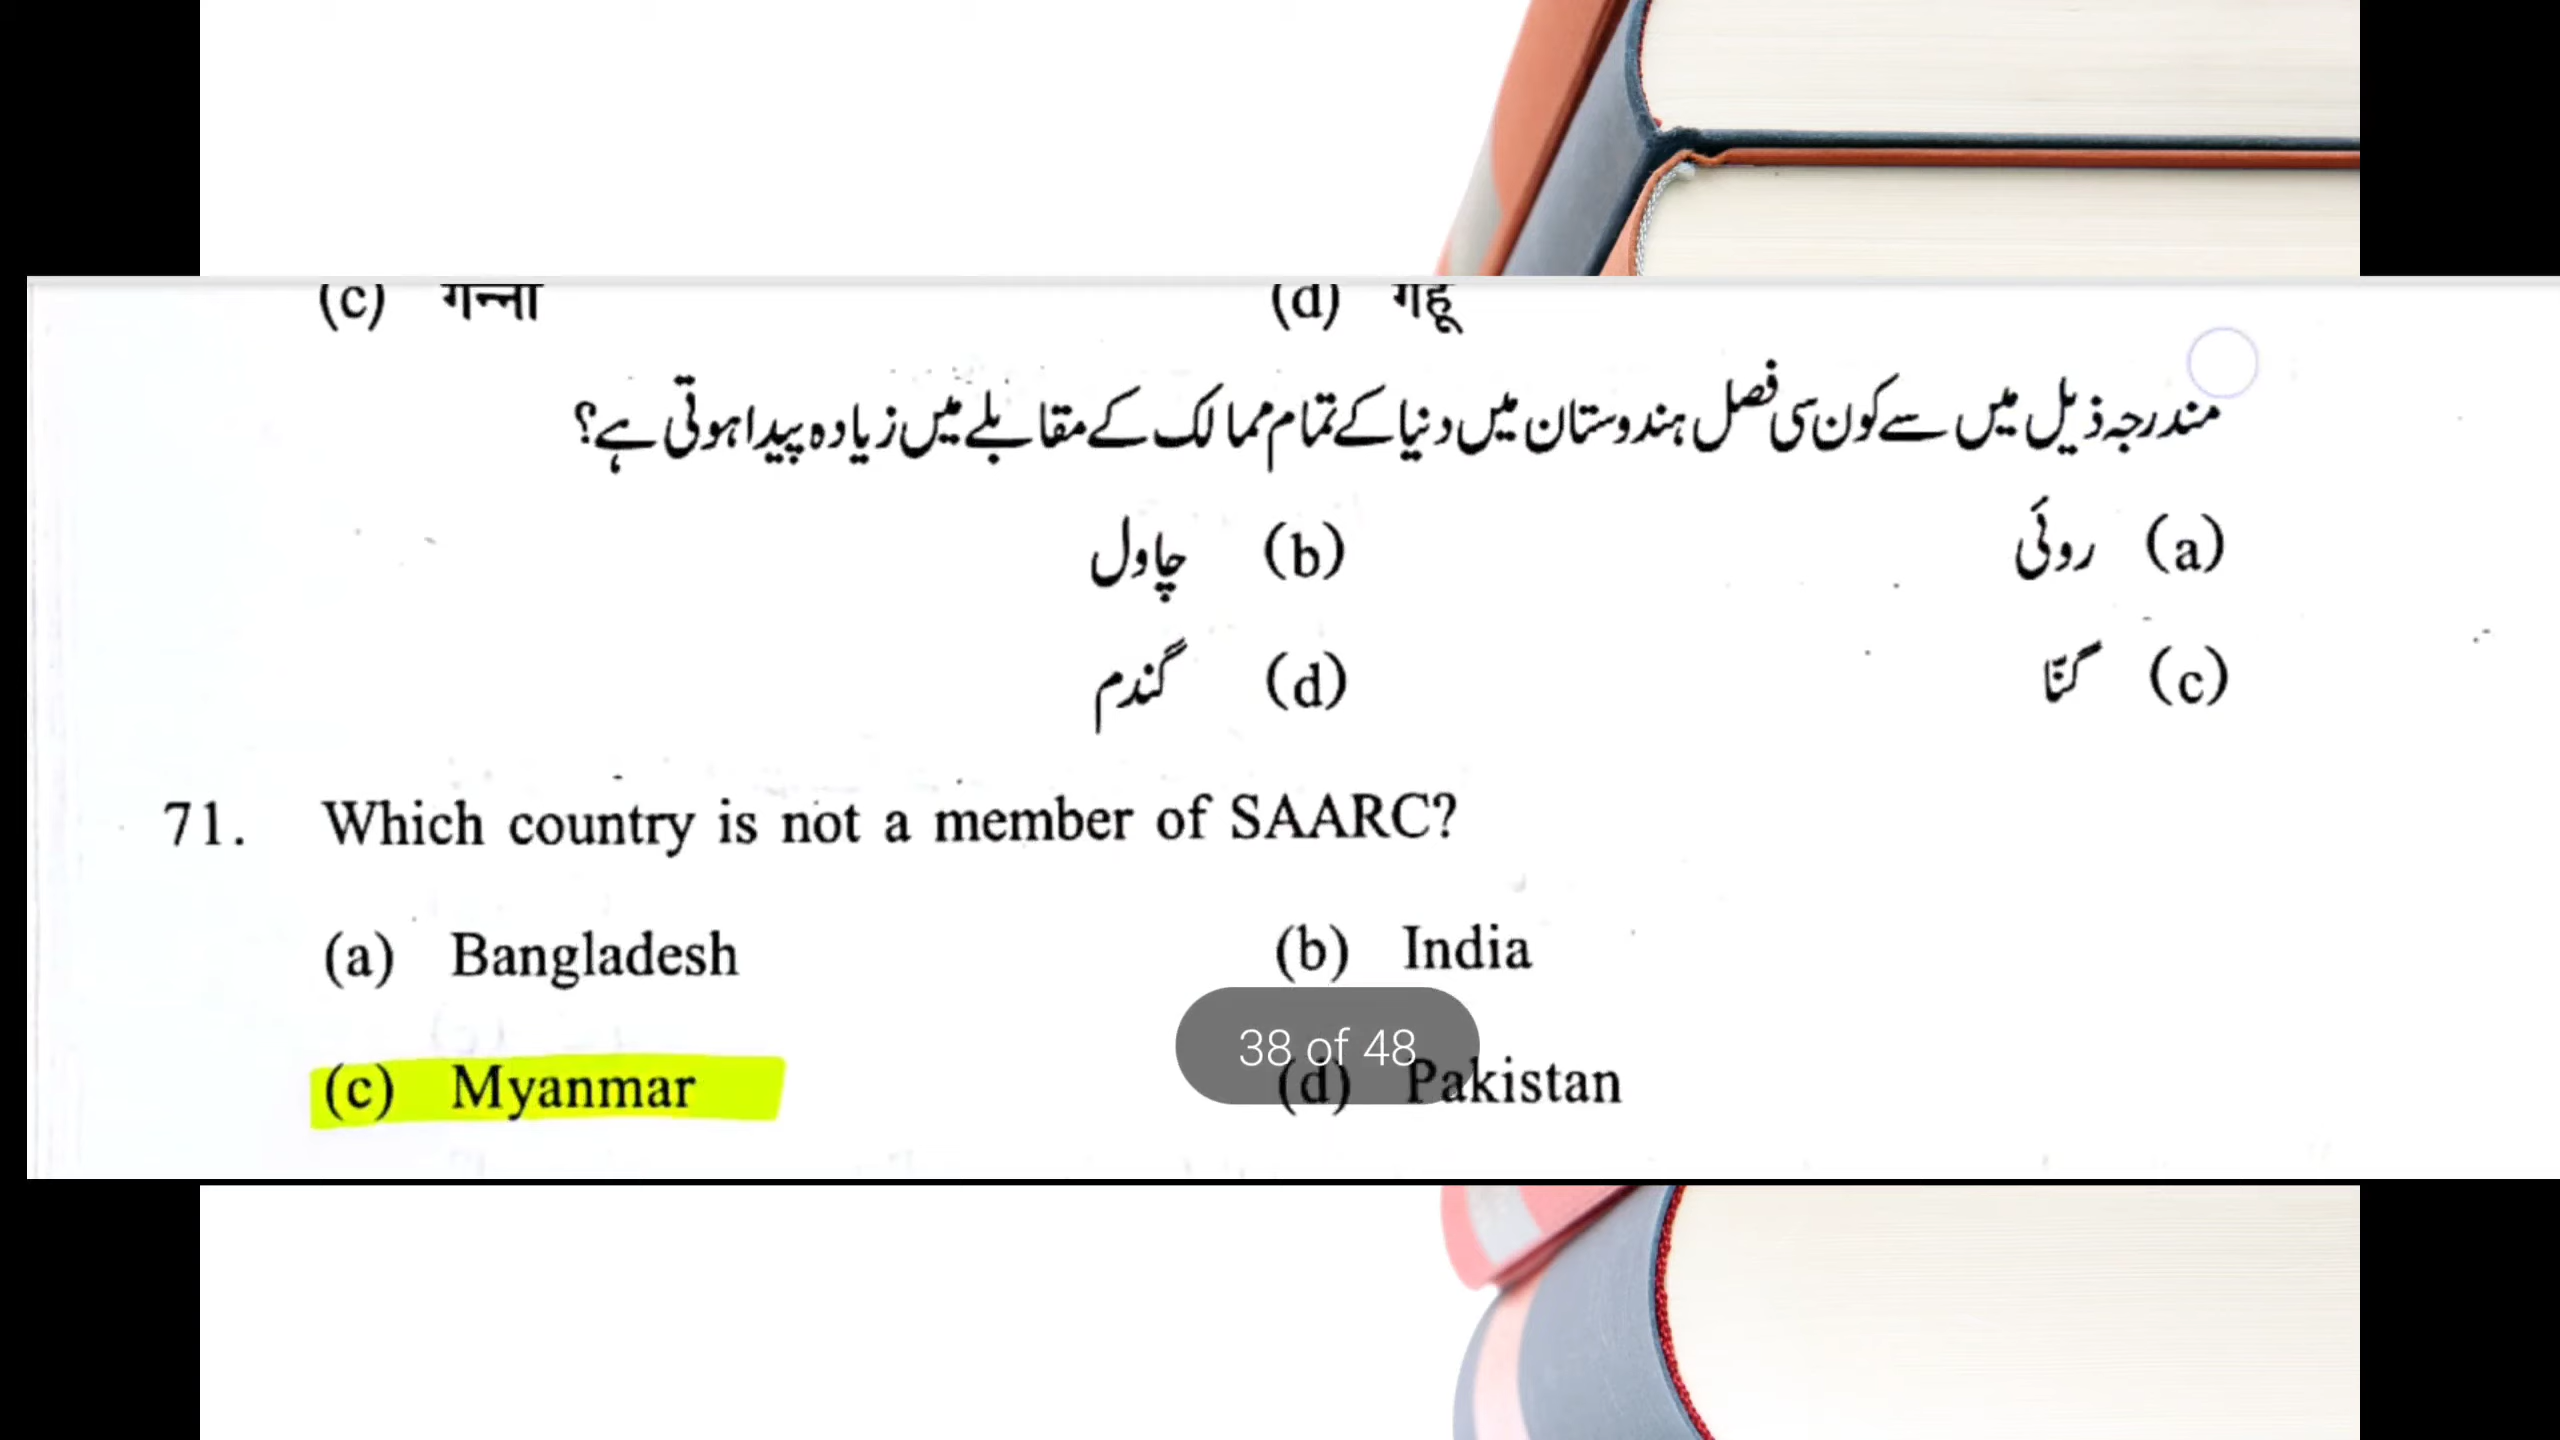 (c) गन्ना (d) गेहूं
مندرجہ ذیل میں سے کون سی فصل ہندوستان میں دنیا کے تمام ممالک کے مقابلے میں زیادہ پیدا ہوتی ہے؟
(a) روئی (b) چاول
(c) گنّا (d) گندم
71. Which country is not a member of SAARC?
(a) Bangladesh (b) India
38 of 48
(c) Myanmar (d) Pakistan